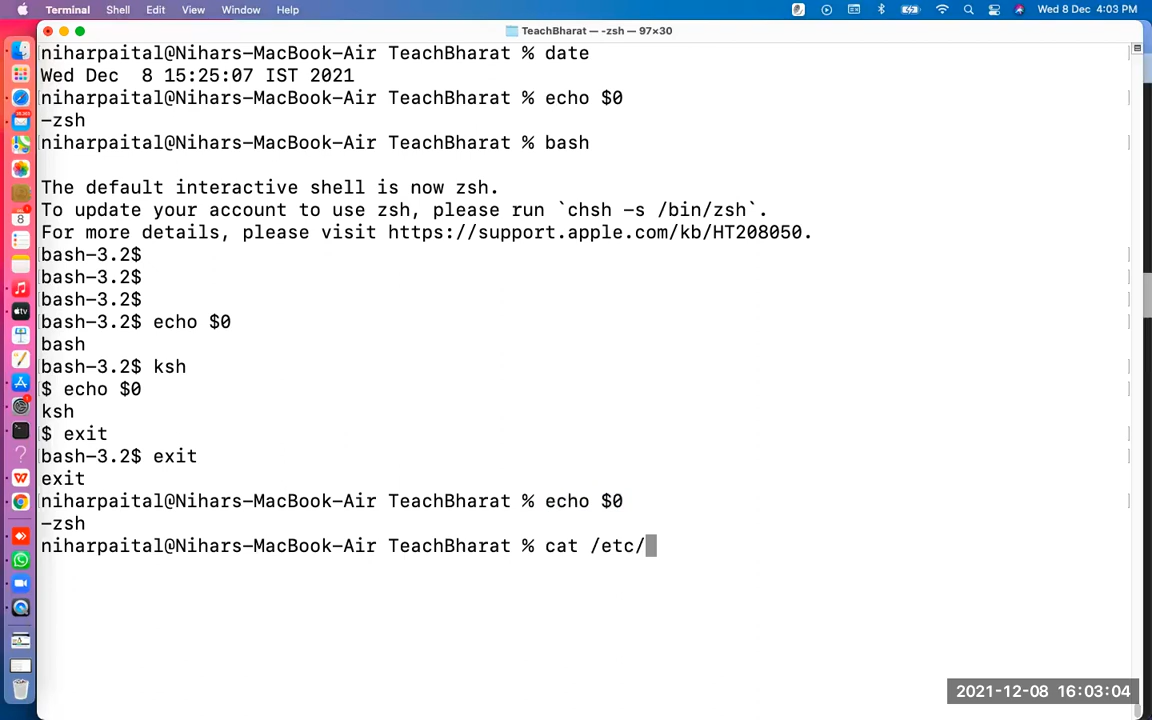 Terminal Shell Edit View Window Help Wed 8 Dec 4:03 PM
TeachBharat — -zsh — 97×30
niharpaital@Nihars-MacBook-Air TeachBharat % date
Wed Dec  8 15:25:07 IST 2021
niharpaital@Nihars-MacBook-Air TeachBharat % echo $0
-zsh
niharpaital@Nihars-MacBook-Air TeachBharat % bash
The default interactive shell is now zsh.
To update your account to use zsh, please run `chsh -s /bin/zsh`.
For more details, please visit https://support.apple.com/kb/HT208050.
bash-3.2$
bash-3.2$
bash-3.2$
bash-3.2$ echo $0
bash
bash-3.2$ ksh
$ echo $0
ksh
$ exit
bash-3.2$ exit
exit
niharpaital@Nihars-MacBook-Air TeachBharat % echo $0
-zsh
niharpaital@Nihars-MacBook-Air TeachBharat % cat /etc/
8
tv
2021-12-08 16:03:04